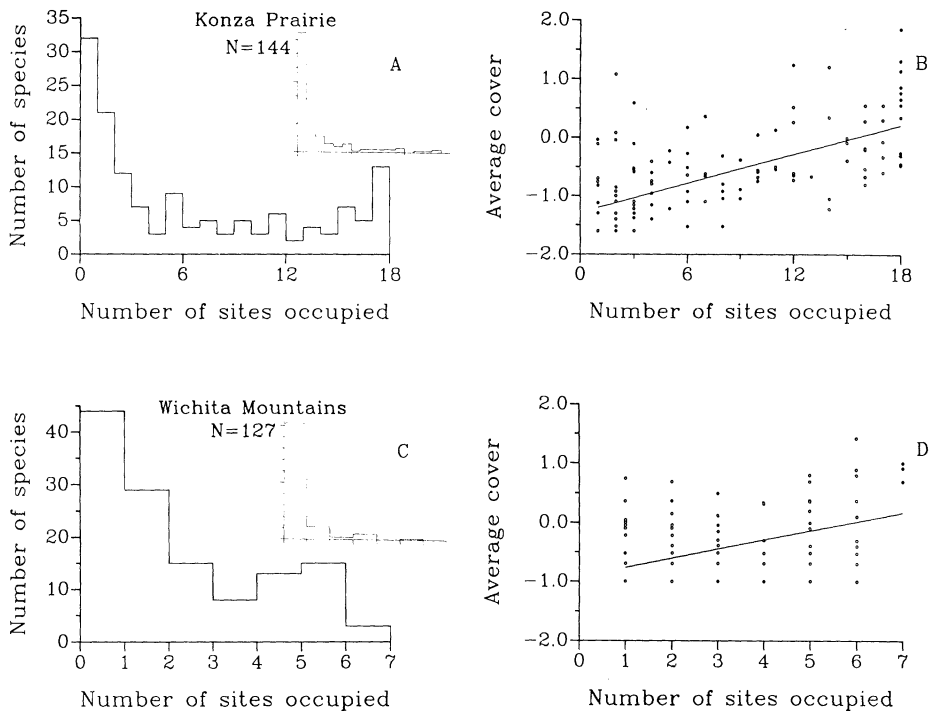 Konza Prairie
N=144
A
Number of species
35
30
25
20
15
10
5
0
0 6 12 18
Number of sites occupied
B
Average cover
2.0
1.0
0.0
−1.0
−2.0
0 6 12 18
Number of sites occupied
Wichita Mountains
N=127
C
Number of species
40
30
20
10
0
0 1 2 3 4 5 6 7
Number of sites occupied
D
Average cover
2.0
1.0
0.0
−1.0
−2.0
0 1 2 3 4 5 6 7
Number of sites occupied